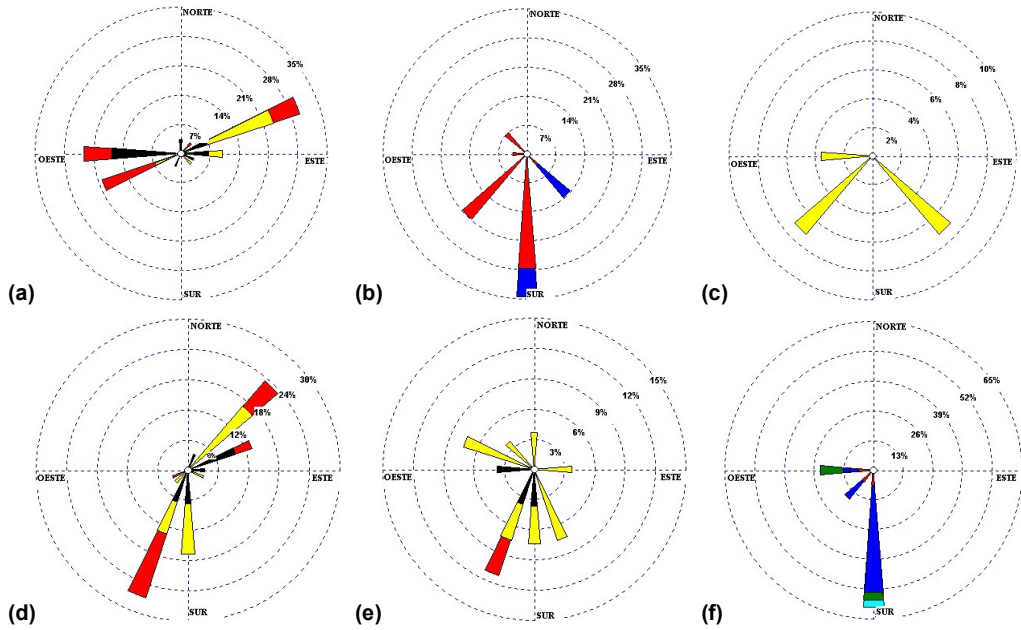 NORTE
35%
28%
21%
14%
7%
OESTE
ESTE
SUR
(a)
NORTE
35%
28%
21%
14%
7%
OESTE
ESTE
SUR
(b)
NORTE
10%
8%
6%
4%
2%
OESTE
ESTE
SUR
(c)
NORTE
30%
24%
18%
12%
6%
OESTE
ESTE
SUR
(d)
NORTE
15%
12%
9%
6%
3%
OESTE
ESTE
SUR
(e)
NORTE
65%
52%
39%
26%
13%
OESTE
ESTE
SUR
(f)